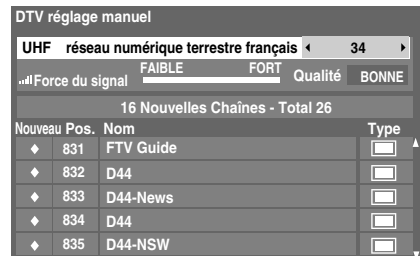 DTV réglage manuel
UHF réseau numérique terrestre français 34
Force du signal FAIBLE FORT Qualité BONNE
16 Nouvelles Chaînes - Total 26
Nouveau Pos. Nom Type
831 FTV Guide
832 D44
833 D44-News
834 D44
835 D44-NSW